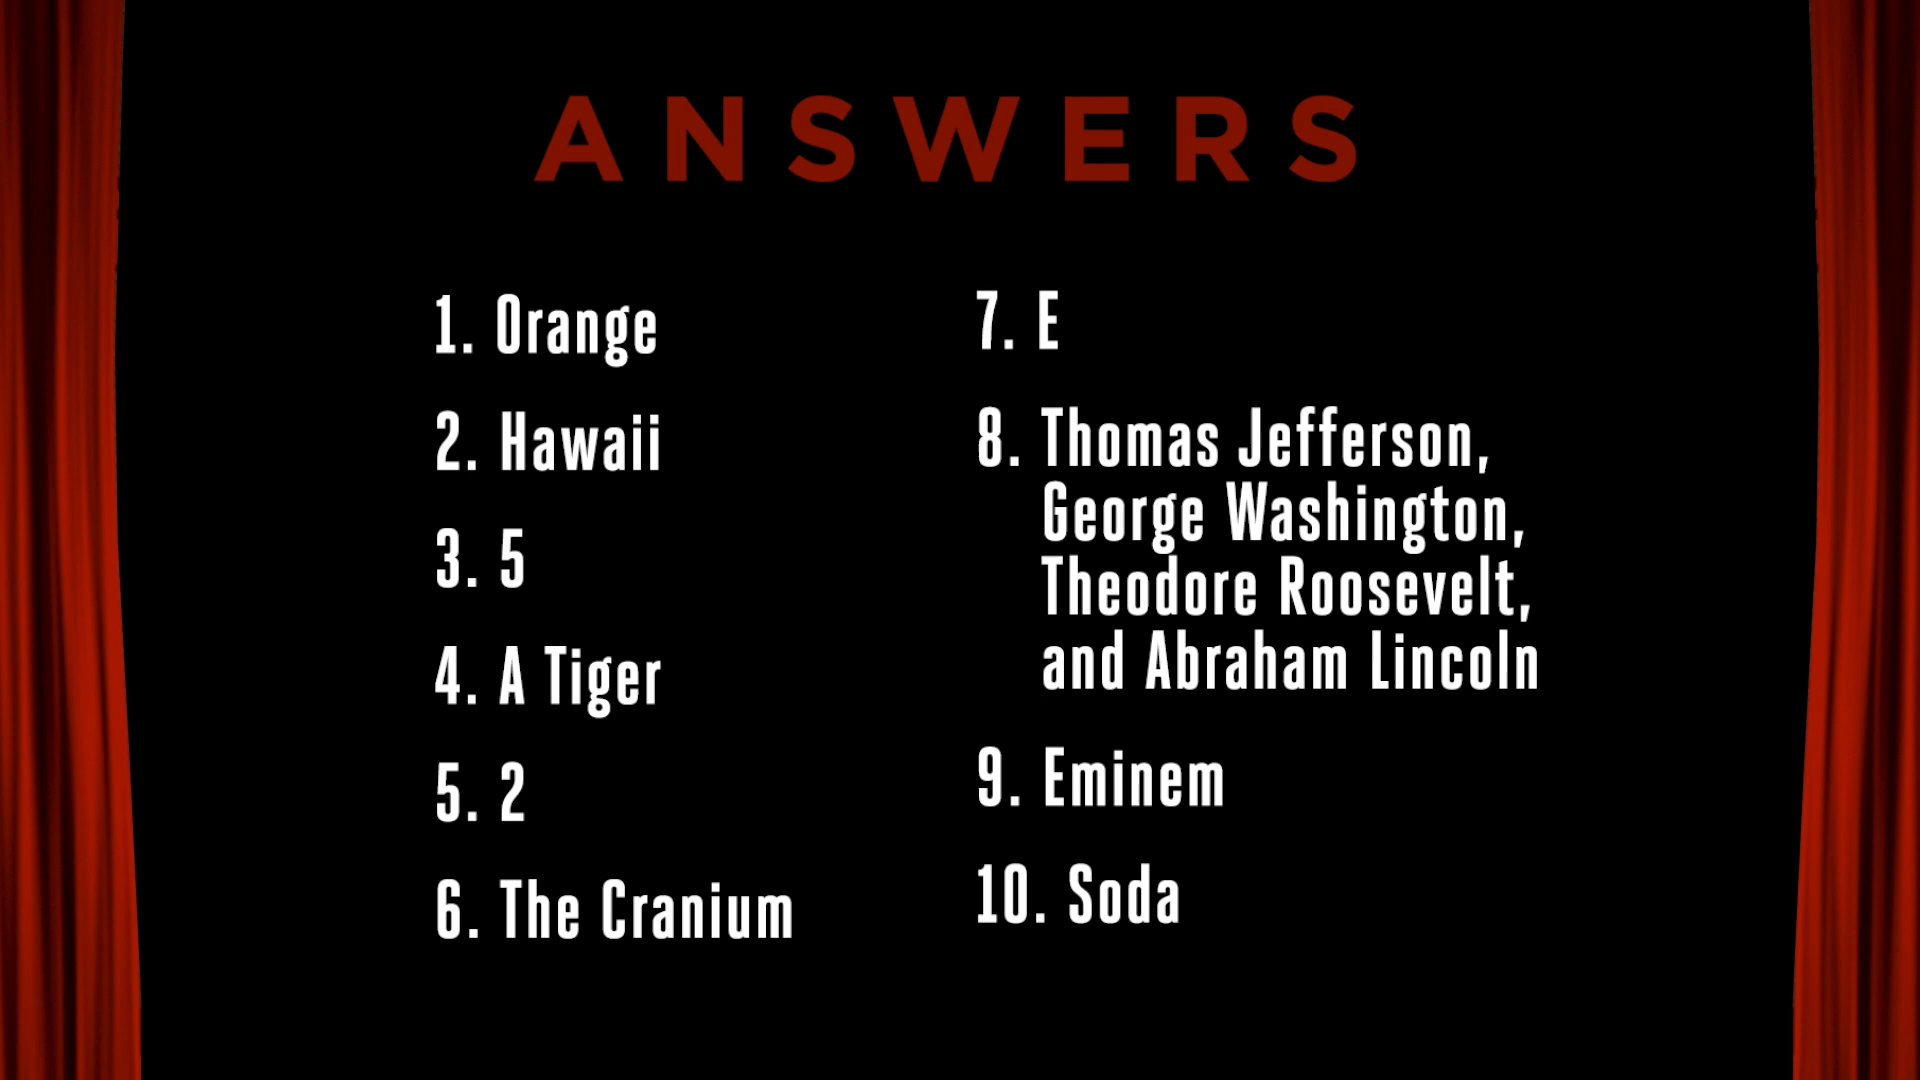 ANSWERS
1. Orange
2. Hawaii
3. 5
4. A Tiger
5. 2
6. The Cranium
7. E
8. Thomas Jefferson,
George Washington,
Theodore Roosevelt,
and Abraham Lincoln
9. Eminem
10. Soda